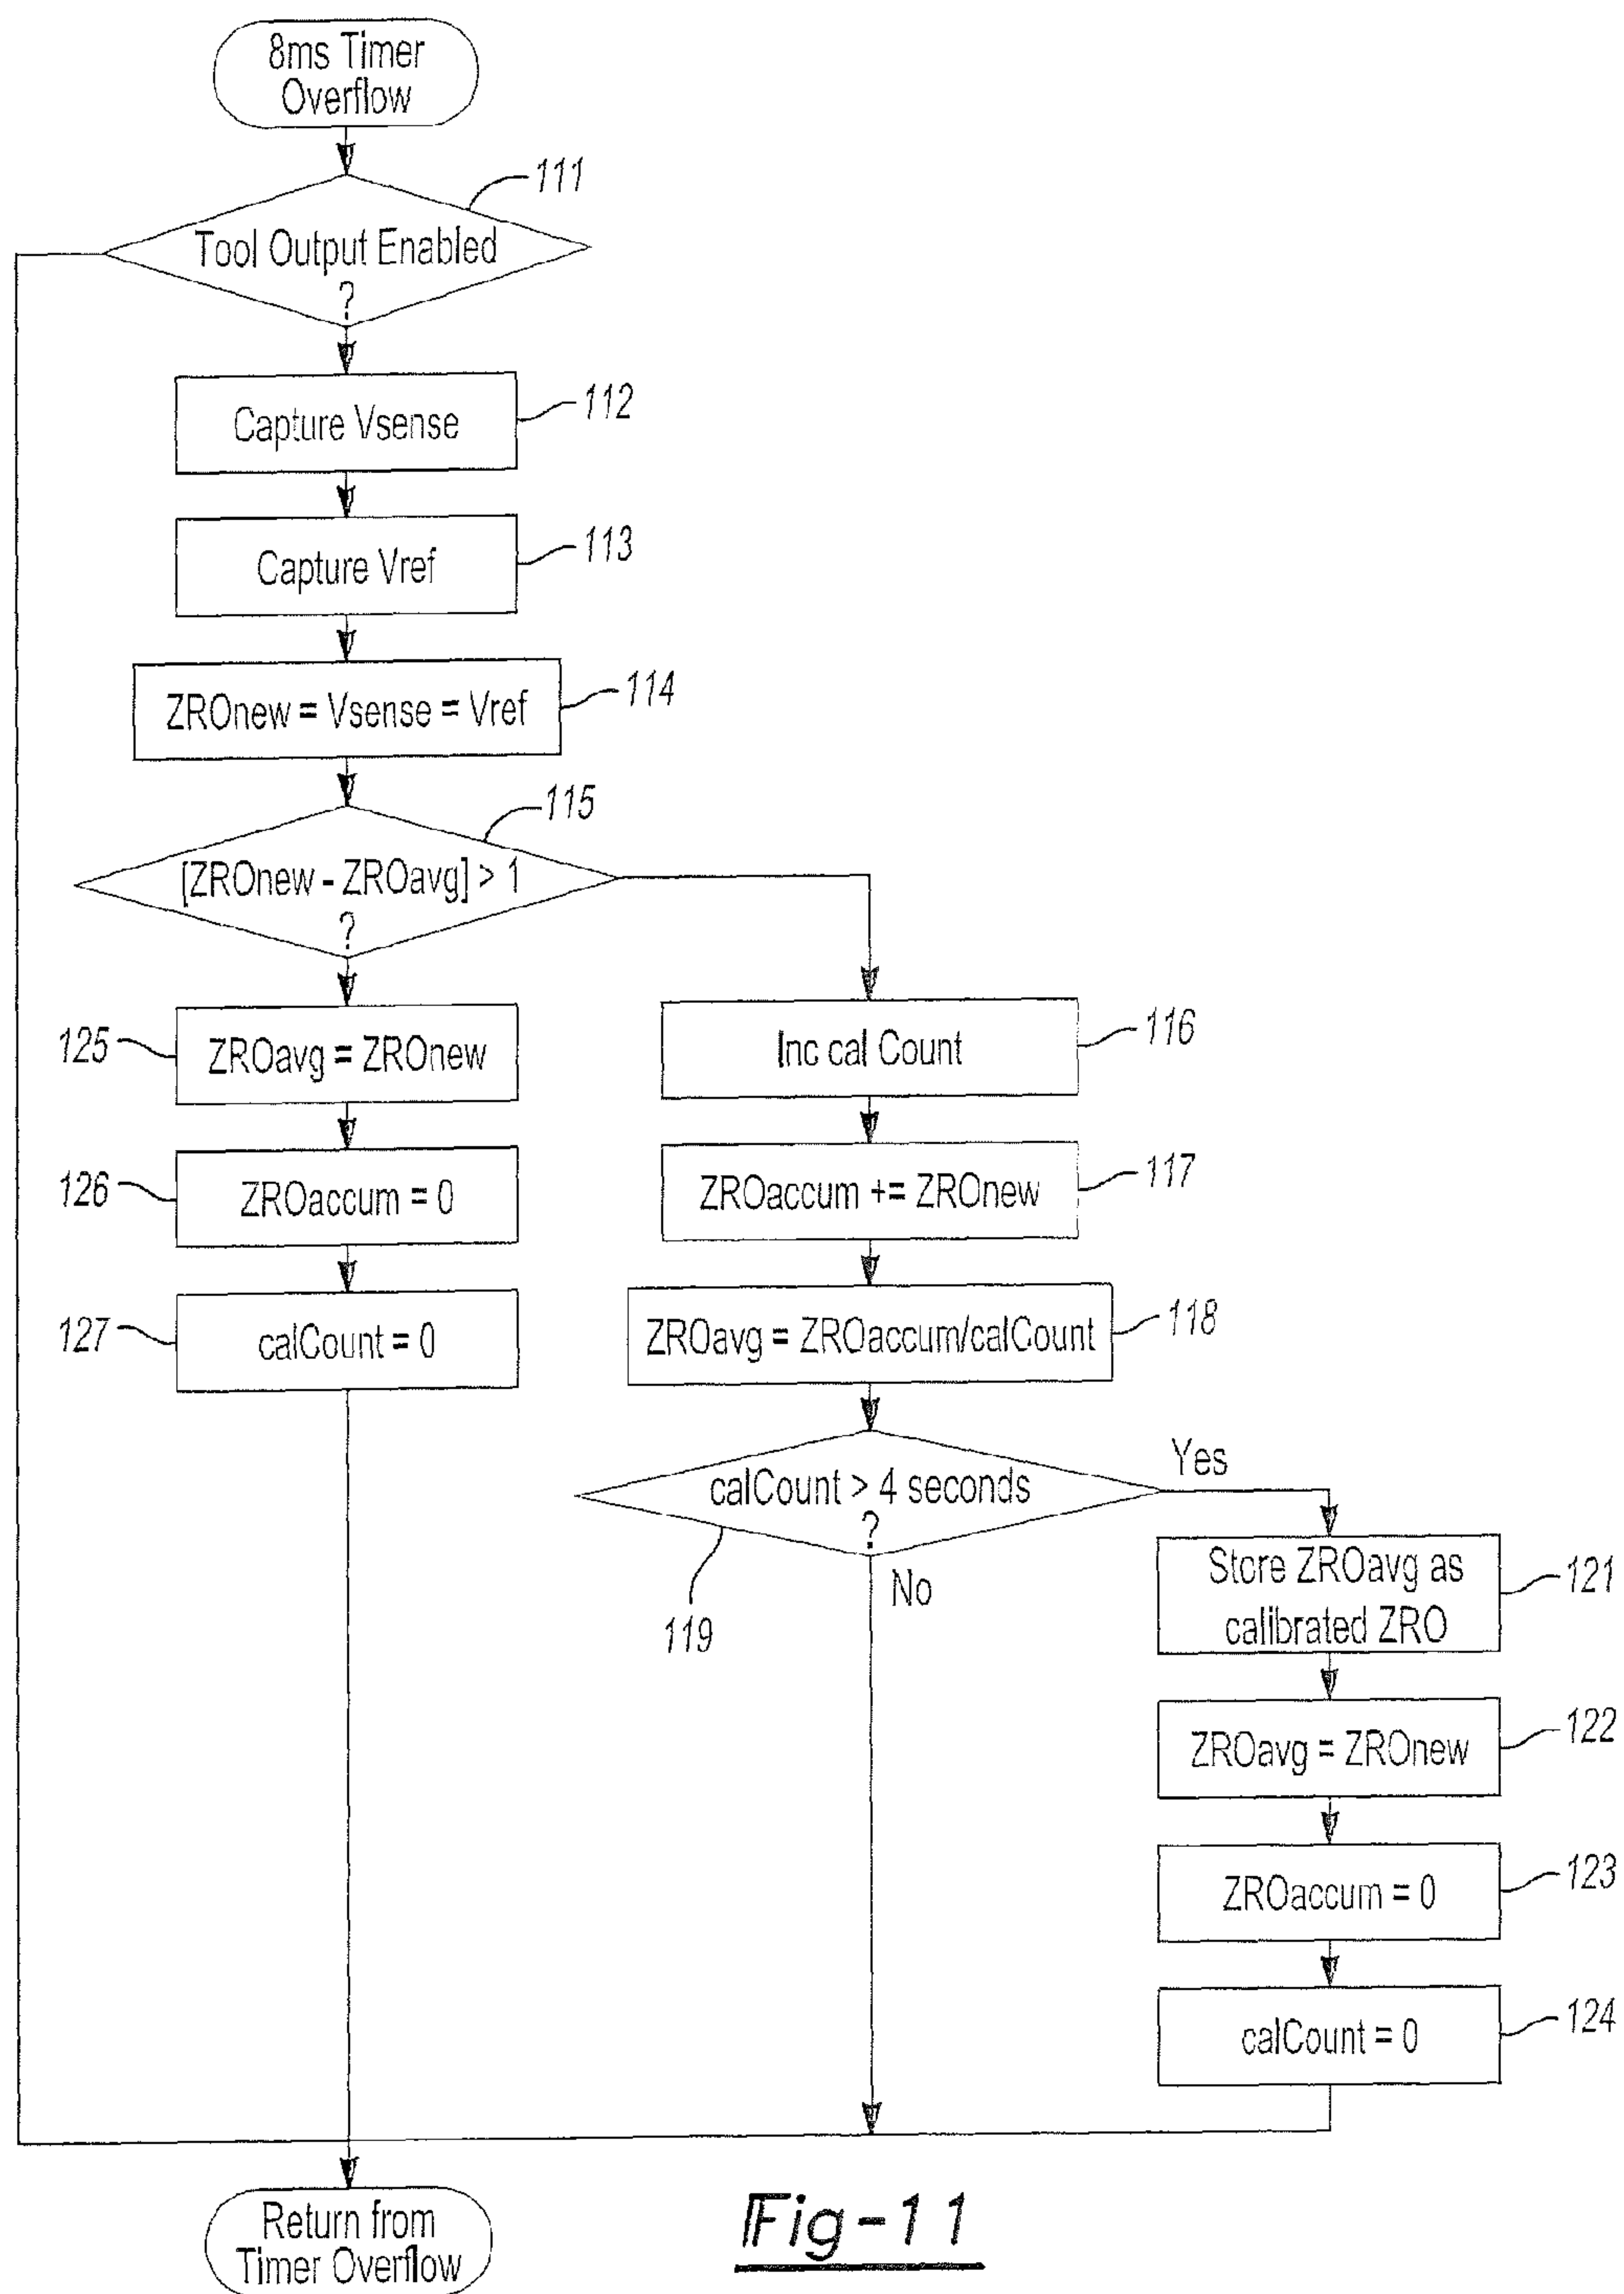 8ms Timer
Overflow
111
Tool Output Enabled
?
Capture Vsense
112
Capture Vref
113
ZROnew = Vsense = Vref
114
115
[ZROnew - ZROavg] > 1
?
125
ZROavg = ZROnew
Inc cal Count
116
126
ZROaccum = 0
ZROaccum += ZROnew
117
127
calCount = 0
ZROavg = ZROaccum/calCount
118
calCount > 4 seconds
?
Yes
No
119
Store ZROavg as
calibrated ZRO
121
ZROavg = ZROnew
122
ZROaccum = 0
123
calCount = 0
124
Return from
Timer Overflow
Fig-11